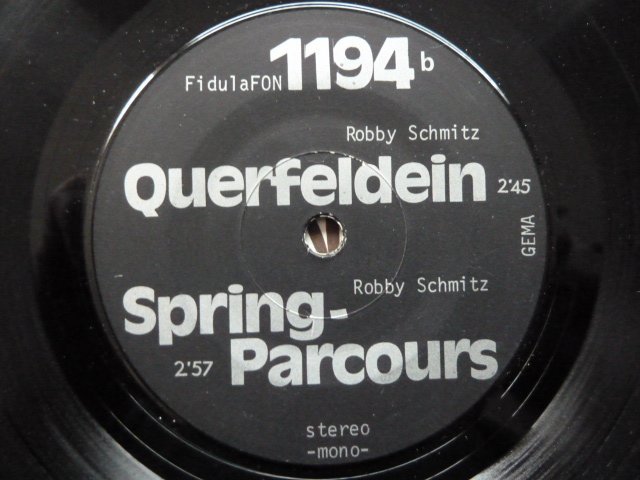 FidulaFON 1194 b
Robby Schmitz
Querfeldein 2'45
GEMA
Robby Schmitz
Spring-
2'57 Parcours
stereo
-mono-